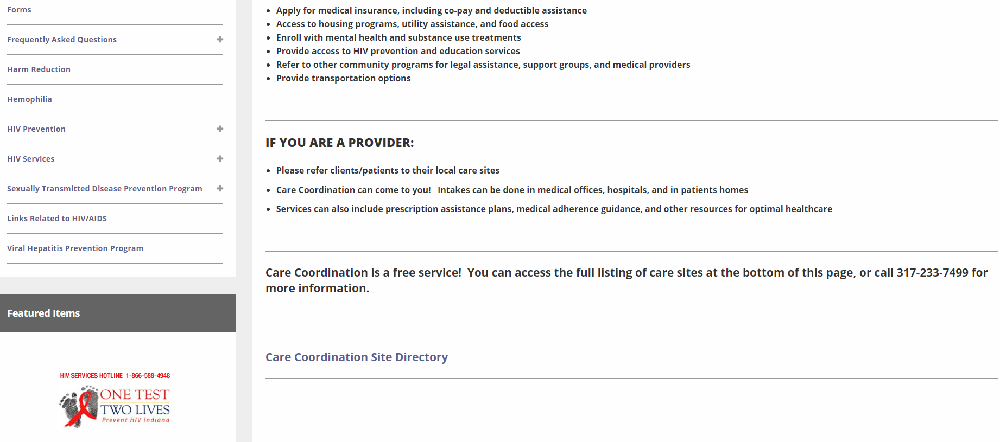 Forms
Frequently Asked Questions
Harm Reduction
Hemophilia
HIV Prevention
HIV Services
Sexually Transmitted Disease Prevention Program
Links Related to HIV/AIDS
Viral Hepatitis Prevention Program
Featured Items
HIV SERVICES HOTLINE 1-866-588-4948
ONE TEST
TWO LIVES
Prevent HIV Indiana
Apply for medical insurance, including co-pay and deductible assistance
Access to housing programs, utility assistance, and food access
Enroll with mental health and substance use treatments
Provide access to HIV prevention and education services
Refer to other community programs for legal assistance, support groups, and medical providers
Provide transportation options
IF YOU ARE A PROVIDER:
Please refer clients/patients to their local care sites
Care Coordination can come to you!   Intakes can be done in medical offices, hospitals, and in patients homes
Services can also include prescription assistance plans, medical adherence guidance, and other resources for optimal healthcare
Care Coordination is a free service!  You can access the full listing of care sites at the bottom of this page, or call 317-233-7499 for
more information.
Care Coordination Site Directory